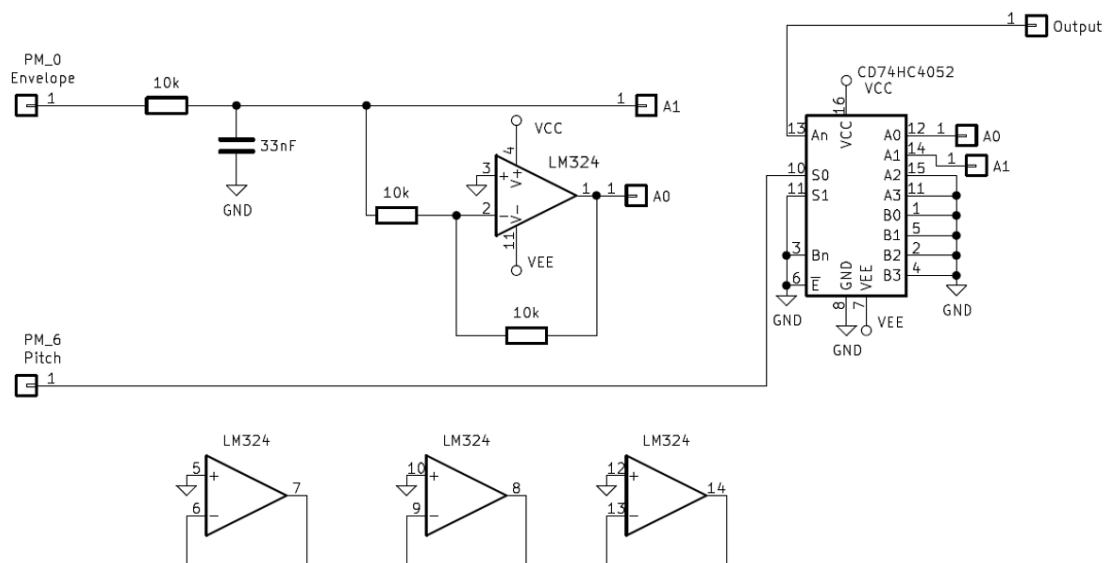 1
Output
PM_0
Envelope
1
10k
1
A1
33nF
GND
VCC
4
LM324
3
+
V+
10k
2
−
V−
1
1
A0
11
VEE
10k
CD74HC4052
VCC
16
VCC
13
An
A0
12
1
A0
A1
14
1
A1
10
S0
A2
15
11
S1
A3
11
B0
1
B1
5
3
Bn
B2
2
6
E
B3
4
GND
VEE
GND
GND
8
7
VEE
GND
PM_6
Pitch
1
LM324
5
+
7
6
−
LM324
10
+
8
9
−
LM324
12
+
14
13
−